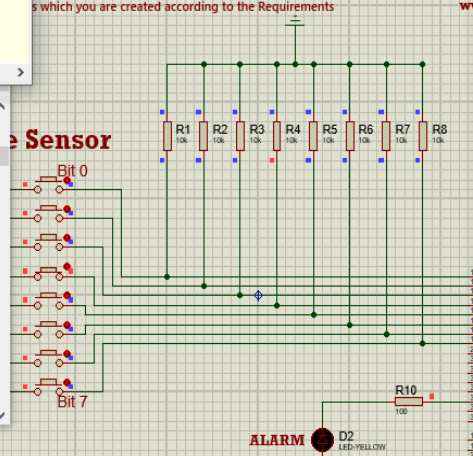 s which you are created according to the Requirements
e Sensor
Bit 0
R1
10k
R2
10k
R3
10k
R4
10k
R5
10k
R6
10k
R7
10k
R8
10k
Bit 7
R10
100
ALARM
D2
LED-YELLOW